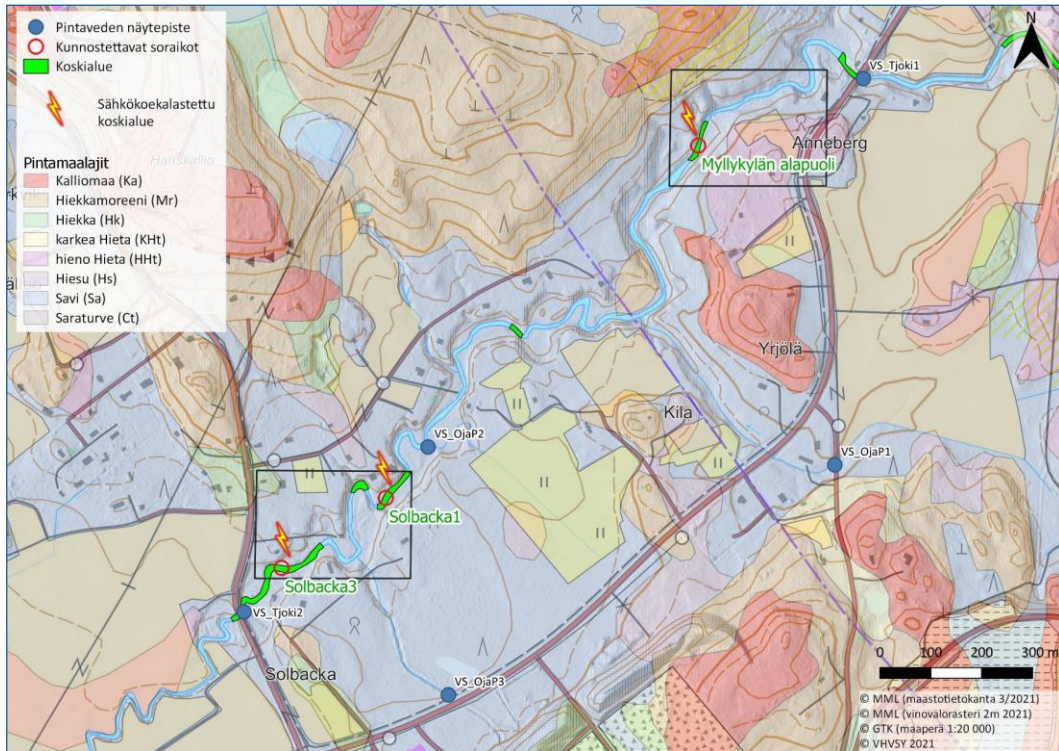 Pintaveden näytepiste
Kunnostettavat soraikot
Koskialue
Sähkökoekalastettu
koskialue
Pintamaalajit
Kalliomaa (Ka)
Hiekkamoreeni (Mr)
Hiekka (Hk)
karkea Hieta (KHt)
hieno Hieta (HHt)
Hiesu (Hs)
Savi (Sa)
Saraturve (Ct)
Hanskallio
N
VS_Tjoki1
Anneberg
Myllykylän alapuoli
Yrjölä
Kila
VS_OjaP2
VS_OjaP1
Solbacka1
Solbacka3
VS_Tjoki2
Solbacka
VS_OjaP3
0 100 200 300 m
© MML (maastotietokanta 3/2021)
© MML (vinovalorasteri 2m 2021)
© GTK (maaperä 1:20 000)
© VHVSY 2021